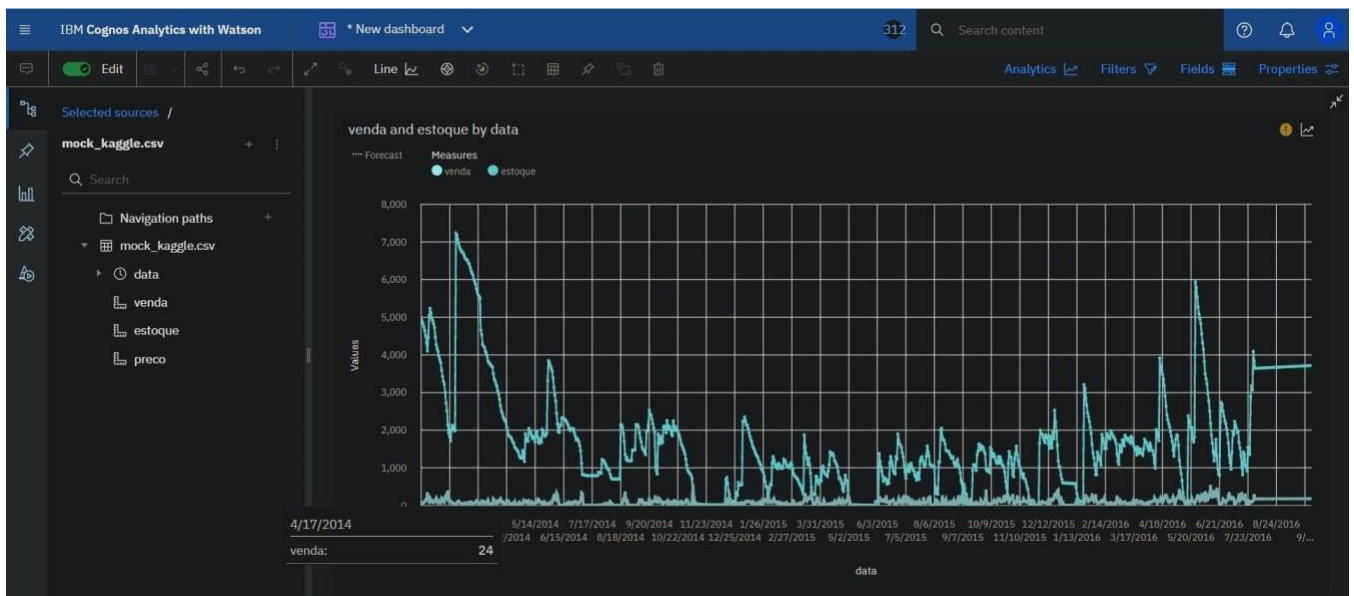 IBM Cognos Analytics with Watson
* New dashboard
312
Search content
Edit
Line
Analytics
Filters
Fields
Properties
Selected sources /
mock_kaggle.csv
Search
Navigation paths
mock_kaggle.csv
data
venda
estoque
preco
venda and estoque by data
Forecast
Measures
venda
estoque
8,000
7,000
6,000
5,000
4,000
3,000
2,000
1,000
0
Values
5/14/2014 7/17/2014 9/20/2014 11/23/2014 1/26/2015 3/31/2015 6/3/2015 8/6/2015 10/9/2015 12/12/2015 2/14/2016 4/18/2016 6/21/2016 8/24/2016
/2014 6/15/2014 8/18/2014 10/22/2014 12/25/2014 2/27/2015 5/2/2015 7/5/2015 9/7/2015 11/10/2015 1/13/2016 3/17/2016 5/20/2016 7/23/2016 9/...
data
4/17/2014
venda: 24